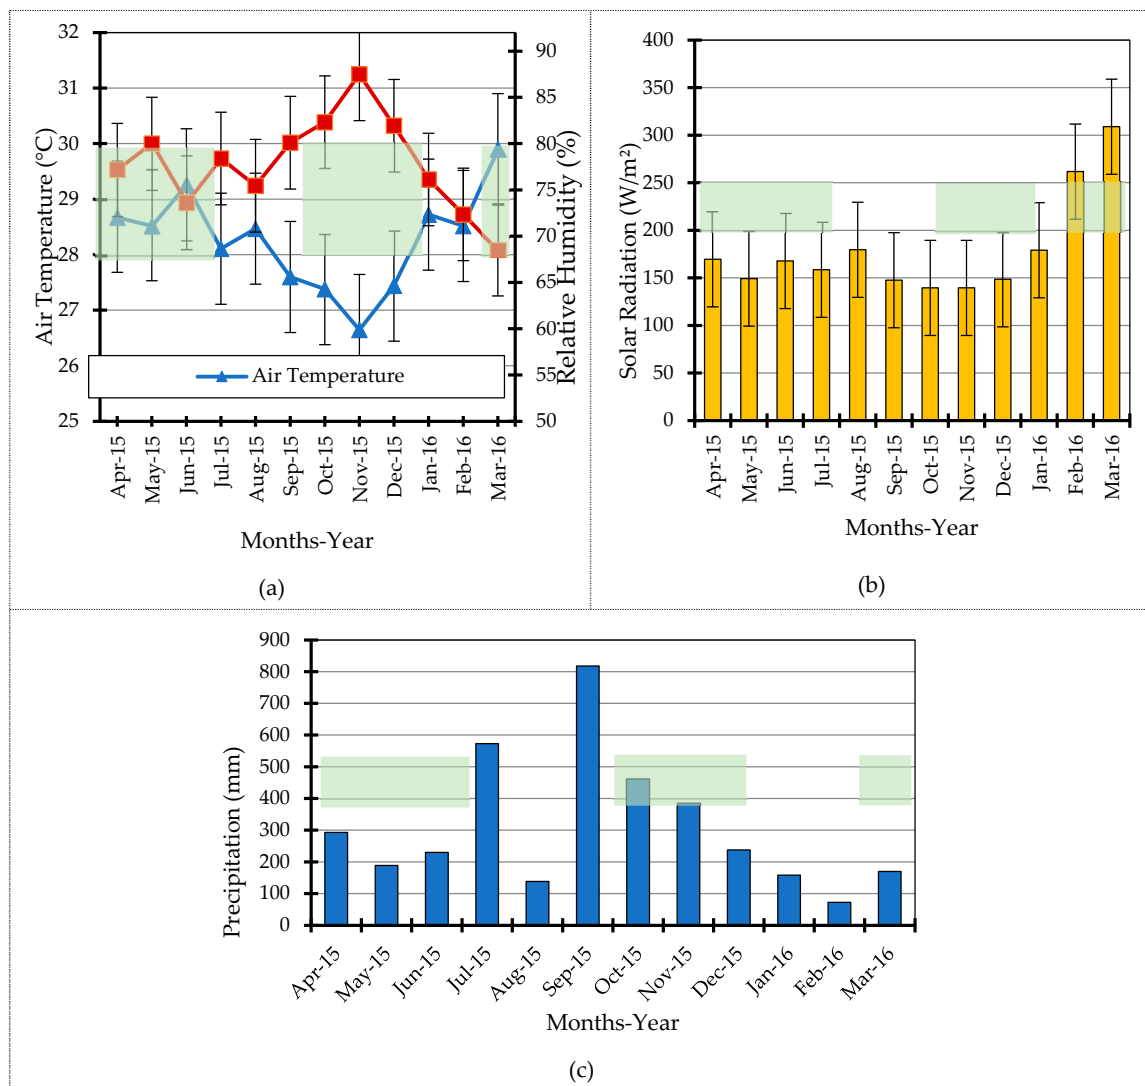 32
31
30
29
28
27
26
25
Air Temperature (°C)
90
85
80
75
70
65
60
55
50
Relative Humidity (%)
Air Temperature
Apr-15
May-15
Jun-15
Jul-15
Aug-15
Sep-15
Oct-15
Nov-15
Dec-15
Jan-16
Feb-16
Mar-16
Months-Year
(a)
400
350
300
250
200
150
100
50
0
Solar Radiation (W/m²)
Apr-15
May-15
Jun-15
Jul-15
Aug-15
Sep-15
Oct-15
Nov-15
Dec-15
Jan-16
Feb-16
Mar-16
Months-Year
(b)
900
800
700
600
500
400
300
200
100
0
Precipitation (mm)
Apr-15
May-15
Jun-15
Jul-15
Aug-15
Sep-15
Oct-15
Nov-15
Dec-15
Jan-16
Feb-16
Mar-16
Months-Year
(c)